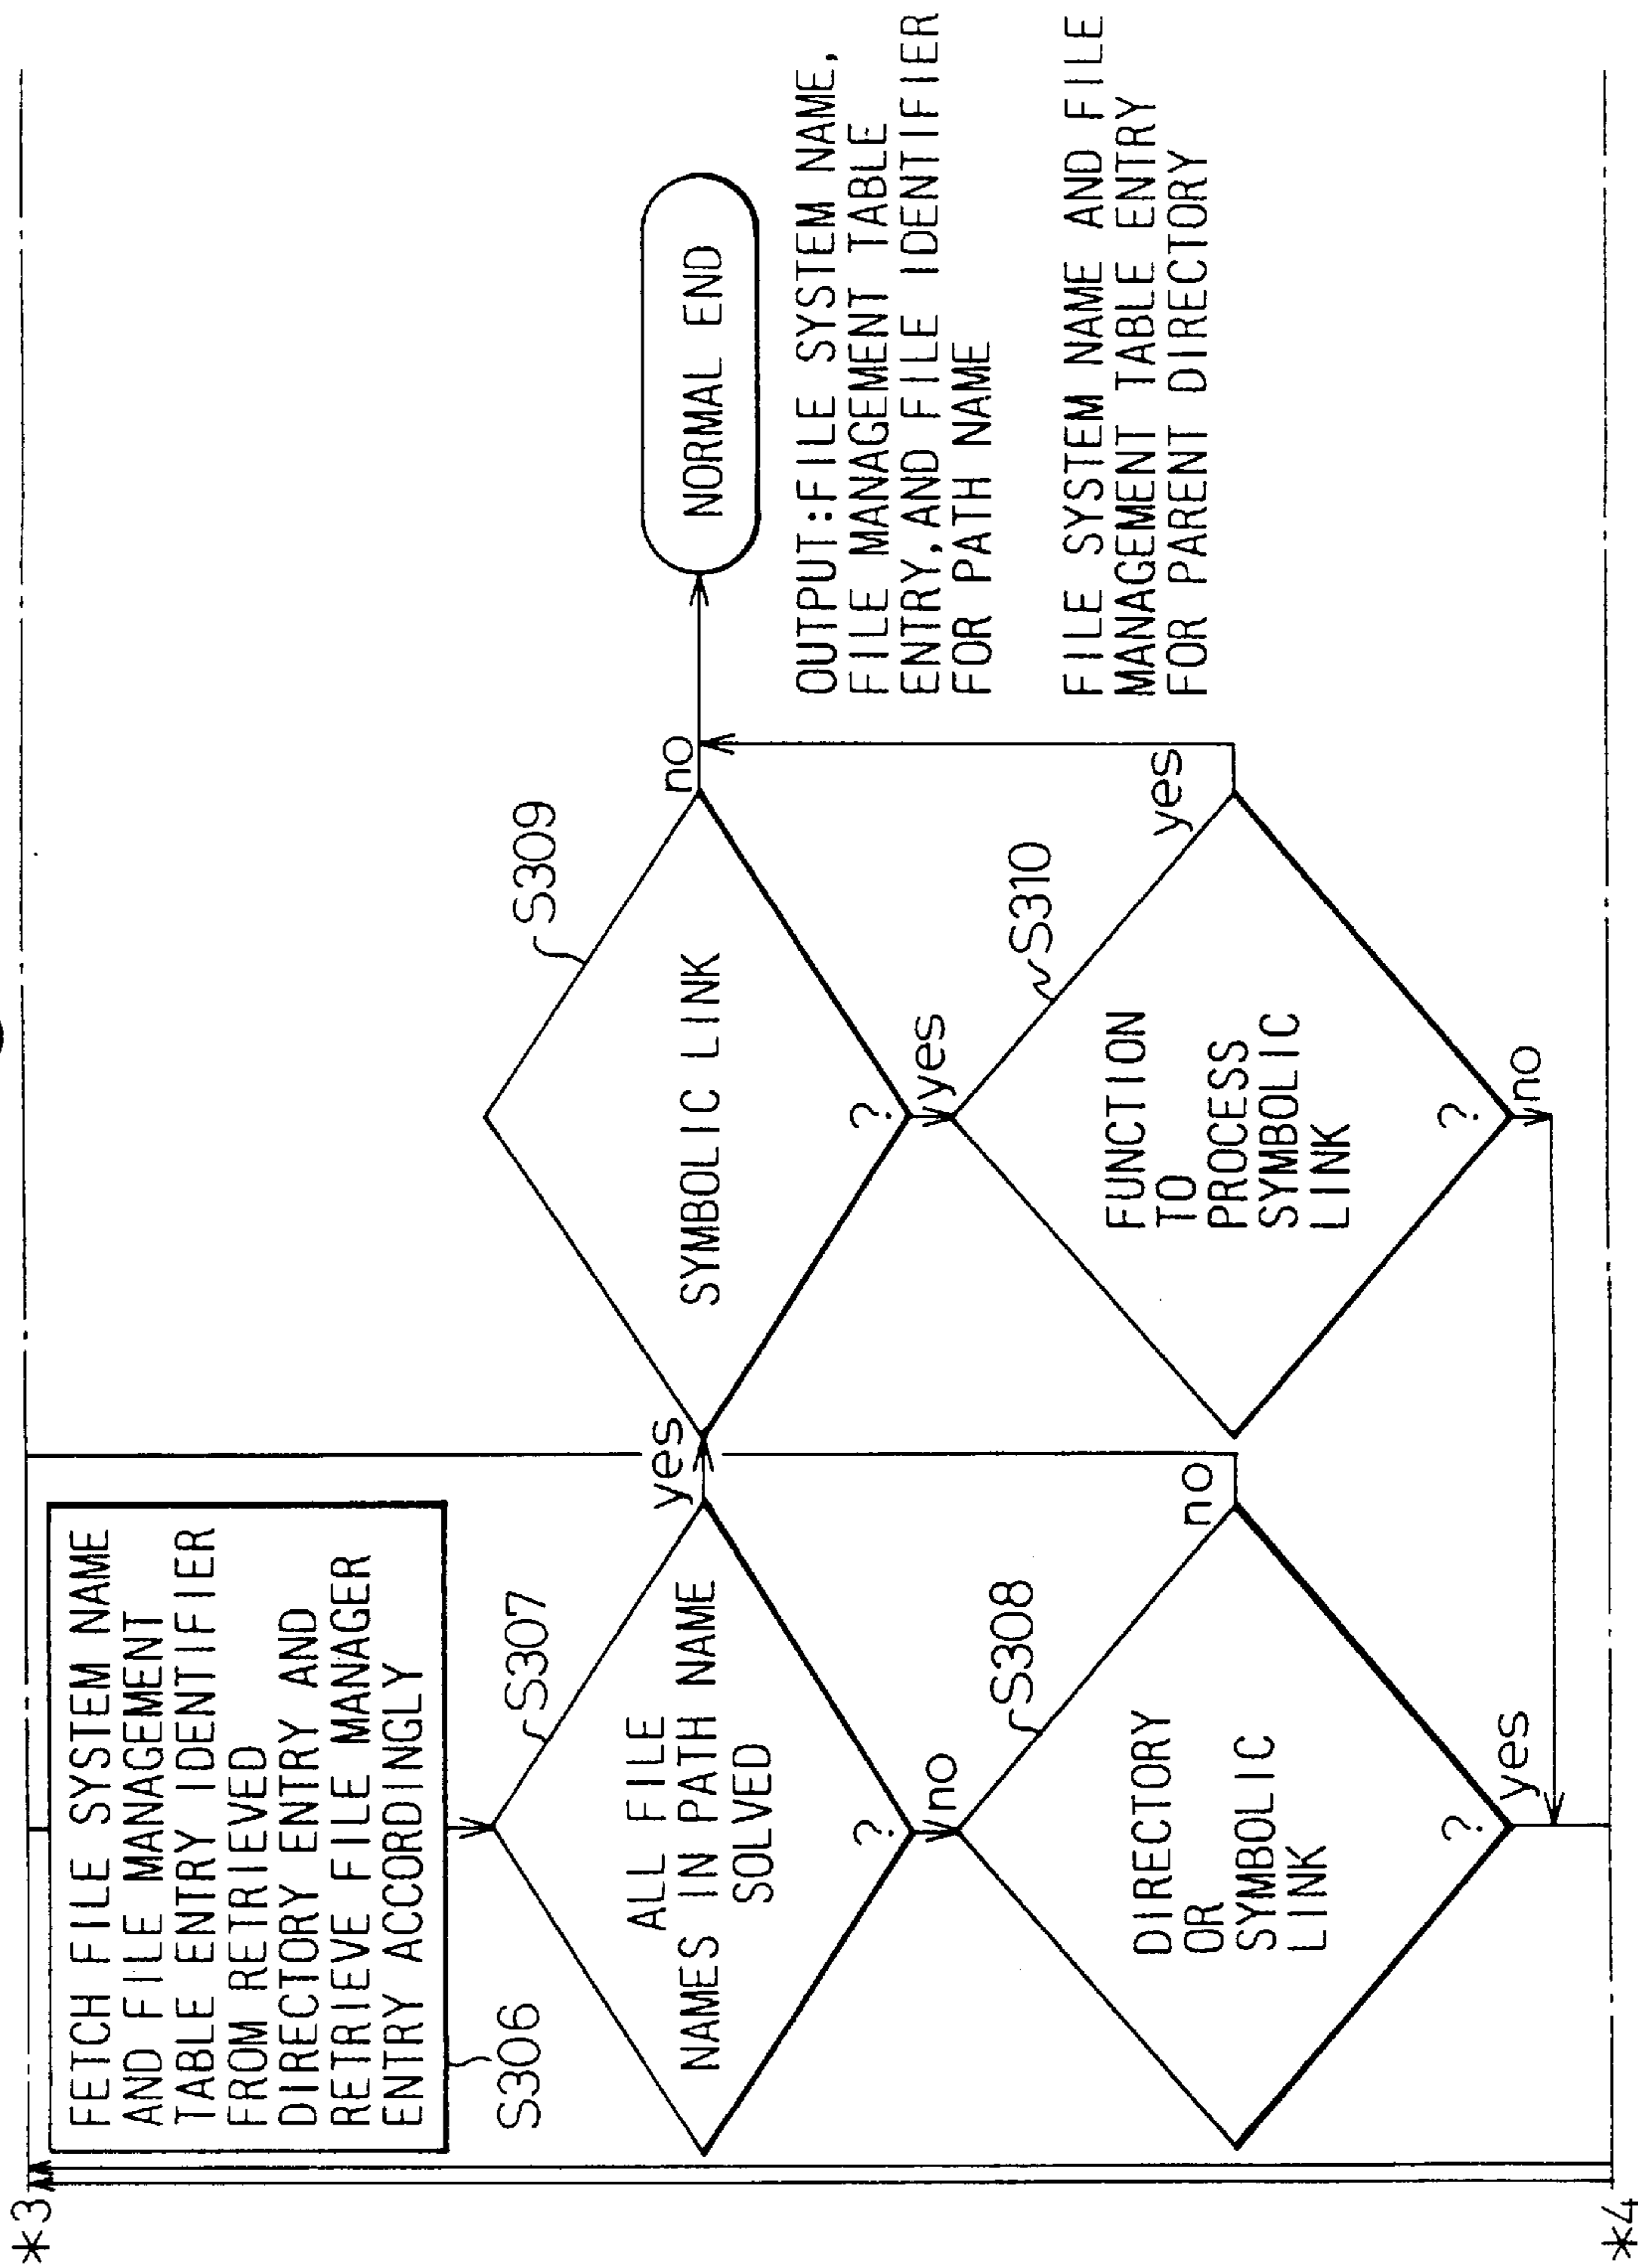 *3
FETCH FILE SYSTEM NAME
AND FILE MANAGEMENT
TABLE ENTRY IDENTIFIER
FROM RETRIEVED
DIRECTORY ENTRY AND
RETRIEVE FILE MANAGER
ENTRY ACCORDINGLY
S306
S307
ALL FILE
NAMES IN PATH NAME
SOLVED
?
yes
no
S308
DIRECTORY
OR
SYMBOLIC
LINK
?
no
yes
S309
SYMBOLIC LINK
?
no
yes
S310
FUNCTION
TO
PROCESS
SYMBOLIC
LINK
?
yes
no
NORMAL END
OUTPUT:FILE SYSTEM NAME,
FILE MANAGEMENT TABLE
ENTRY,AND FILE IDENTIFIER
FOR PATH NAME
FILE SYSTEM NAME AND FILE
MANAGEMENT TABLE ENTRY
FOR PARENT DIRECTORY
*4